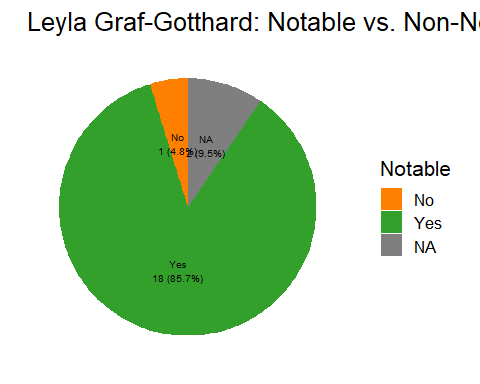 Leyla Graf-Gotthard: Notable vs. Non-N
No
1 (4.8%)
NA
2 (9.5%)
Yes
18 (85.7%)
Notable
No
Yes
NA